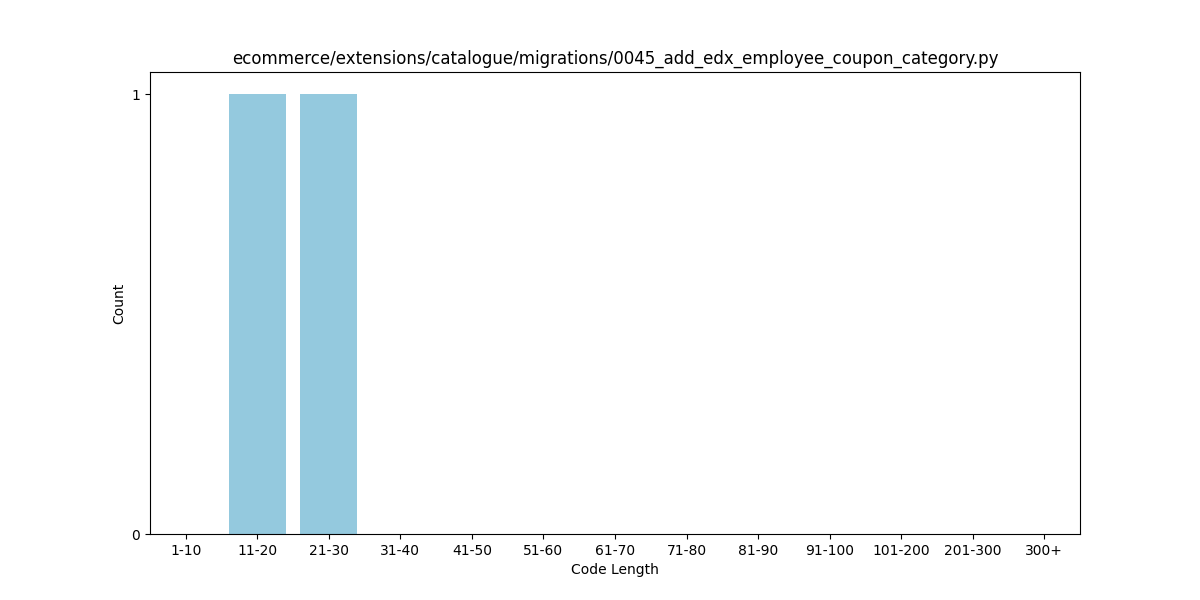 ecommerce/extensions/catalogue/migrations/0045_add_edx_employee_coupon_category.py
1
Count
0
1-10 11-20 21-30 31-40 41-50 51-60 61-70 71-80 81-90 91-100 101-200 201-300 300+
Code Length